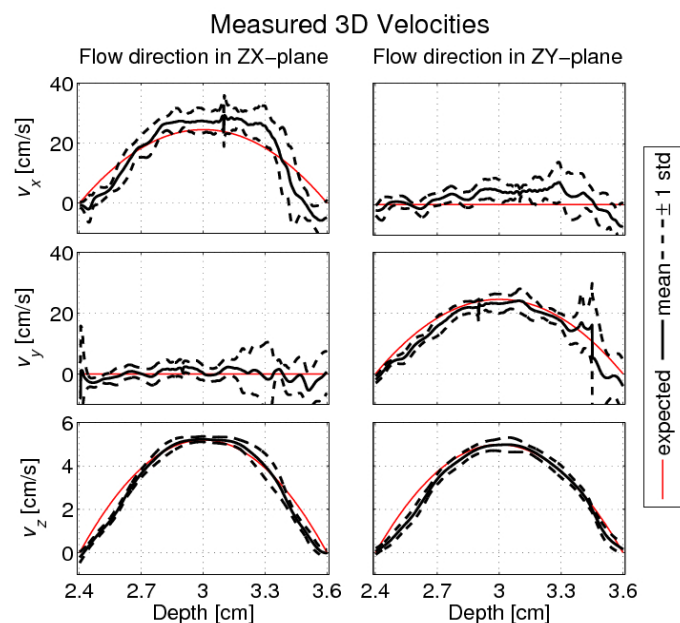 Measured 3D Velocities
Flow direction in ZX−plane
Flow direction in ZY−plane
40
20
0
v_x [cm/s]
40
20
0
v_y [cm/s]
6
4
2
0
v_z [cm/s]
2.4 2.7 3 3.3 3.6
Depth [cm]
2.4 2.7 3 3.3 3.6
Depth [cm]
expected mean ± 1 std